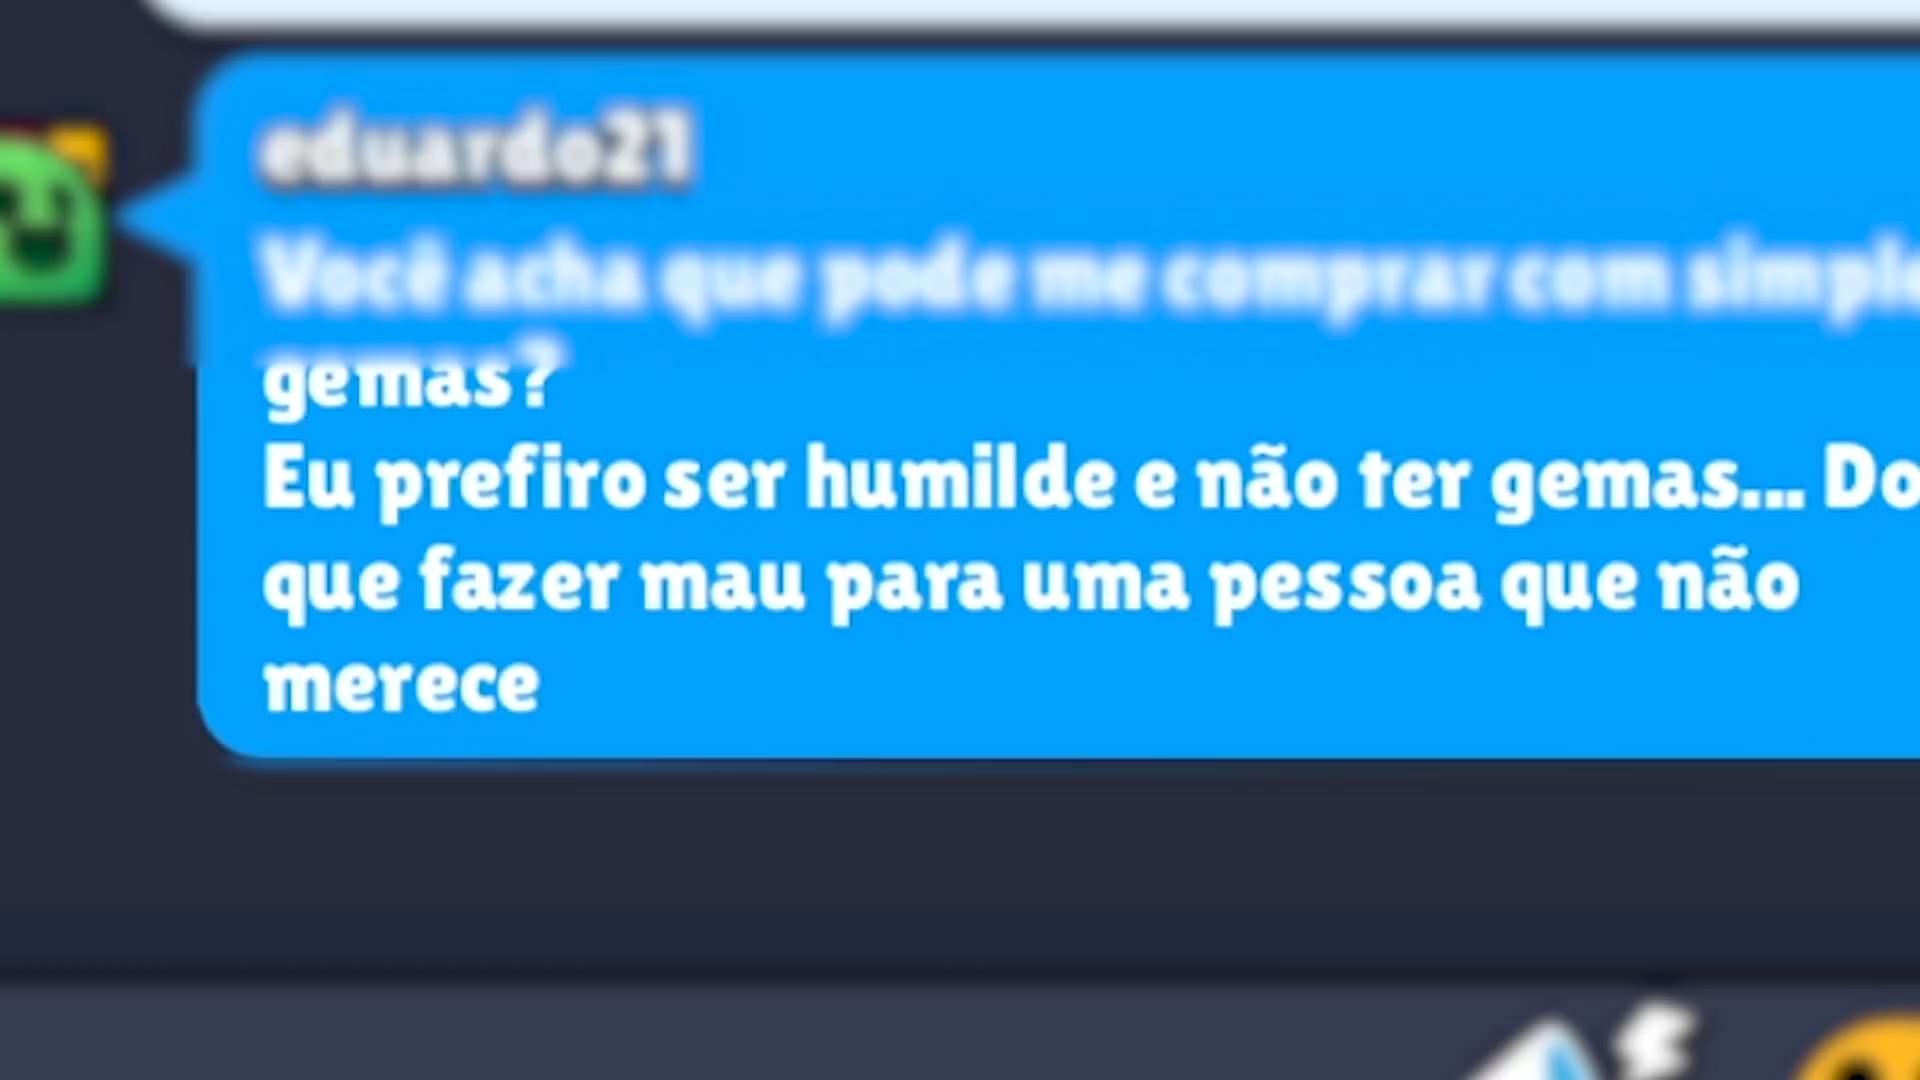 eduardo21
Você acha que pode me comprar com
gemas?
Eu prefiro ser humilde e não ter gemas... Do
que fazer mau para uma pessoa que não
merece